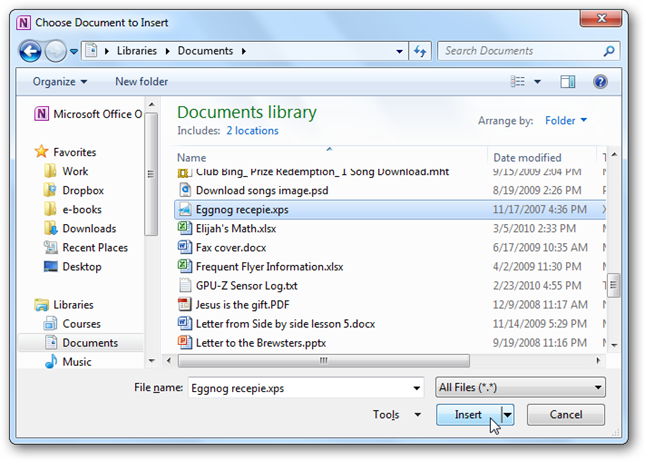 Choose Document to Insert
Libraries Documents Search Documents
Organize New folder
Microsoft Office O
Favorites
Work
Dropbox
e-books
Downloads
Recent Places
Desktop
Libraries
Courses
Documents
Music
Documents library
Includes: 2 locations
Arrange by: Folder
Name Date modified
Club Bing_ Prize Redemption_ 1 Song Download.mht 9/15/2009 2:04 PM
Download songs image.psd 8/19/2009 2:26 PM
Eggnog recepie.xps 11/17/2007 4:36 PM
Elijah's Math.xlsx 3/5/2010 2:33 PM
Fax cover.docx 6/17/2009 10:35 AM
Frequent Flyer Information.xlsx 4/2/2009 11:30 PM
GPU-Z Sensor Log.txt 2/23/2010 4:55 PM
Jesus is the gift.PDF 12/9/2008 11:17 AM
Letter from Side by side lesson 5.docx 11/14/2009 5:29 PM
Letter to the Brewsters.pptx 9/19/2008 11:16 PM
File name: Eggnog recepie.xps All Files (*.*)
Tools Insert Cancel